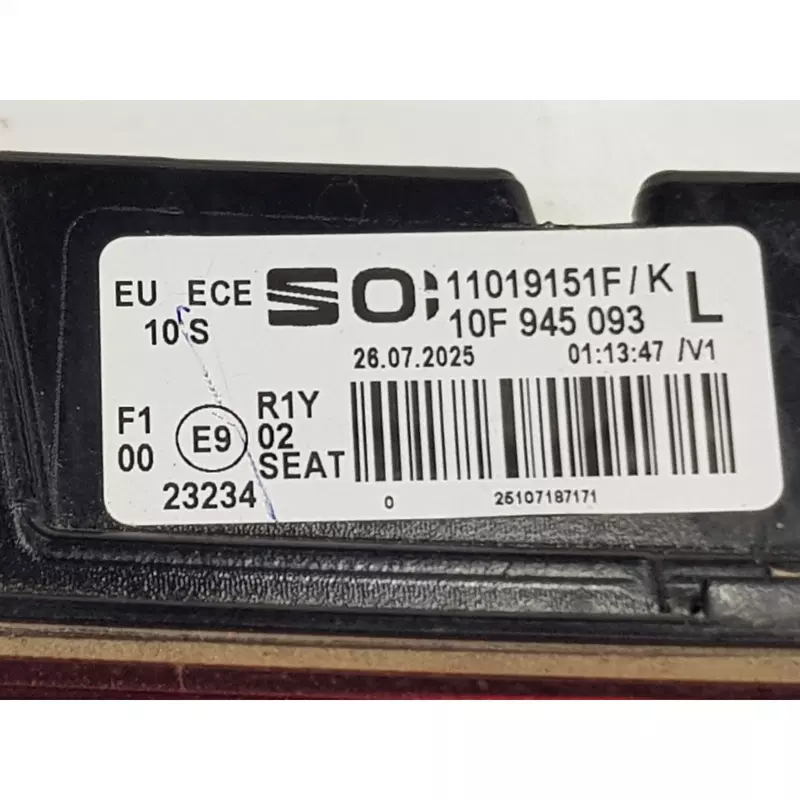 EU ECE 11019151F/K L
10 S 10F 945 093
26.07.2025 01:13:47 /V1
F1 R1Y
00 E9 02
SEAT
23234 0 25107187171